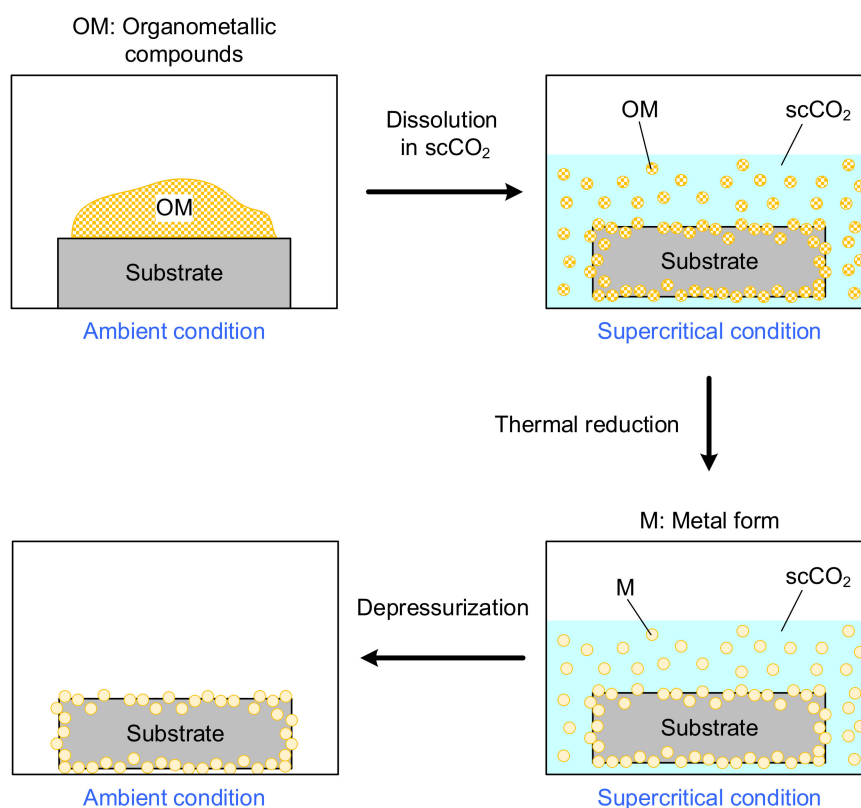 OM: Organometallic
compounds
OM
Substrate
Ambient condition
Dissolution
in scCO₂
OM
scCO₂
Substrate
Supercritical condition
Thermal reduction
M: Metal form
M
scCO₂
Substrate
Supercritical condition
Depressurization
Substrate
Ambient condition